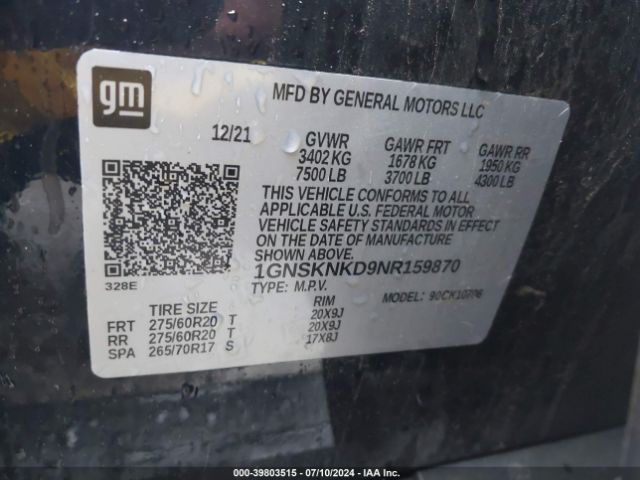 gm
MFD BY GENERAL MOTORS LLC
12/21 GVWR GAWR FRT GAWR RR
3402 KG 1678 KG 1950 KG
7500 LB 3700 LB 4300 LB
THIS VEHICLE CONFORMS TO ALL
APPLICABLE U.S. FEDERAL MOTOR
VEHICLE SAFETY STANDARDS IN EFFECT
ON THE DATE OF MANUFACTURE
SHOWN ABOVE.
1GNSKNKD9NR159870
328E
TYPE: M.P.V. MODEL:
TIRE SIZE RIM
FRT 275/60R20 T 20X9J
RR 275/60R20 T 20X9J
SPA 265/70R17 S 17X8J
000-39803515 / 07/10/2024 - IAA Inc.